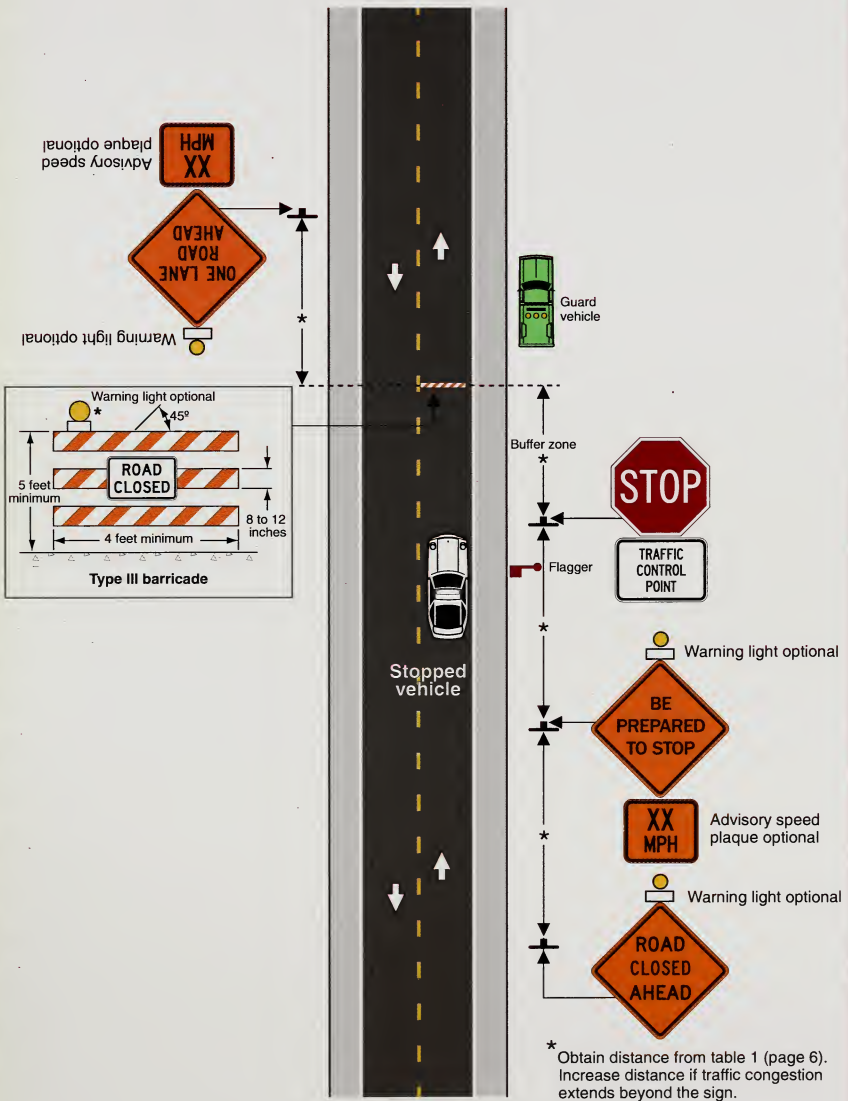 Advisory speed
plaque optional
XX
MPH
ONE LANE
ROAD
AHEAD
Warning light optional
Guard
vehicle
Warning light optional
*
45º
ROAD
CLOSED
5 feet
minimum
8 to 12
inches
4 feet minimum
Type III barricade
*
Buffer zone
*
STOP
TRAFFIC
CONTROL
POINT
Flagger
*
Stopped
vehicle
Warning light optional
BE
PREPARED
TO STOP
XX
MPH
Advisory speed
plaque optional
*
Warning light optional
ROAD
CLOSED
AHEAD
* Obtain distance from table 1 (page 6).
Increase distance if traffic congestion
extends beyond the sign.